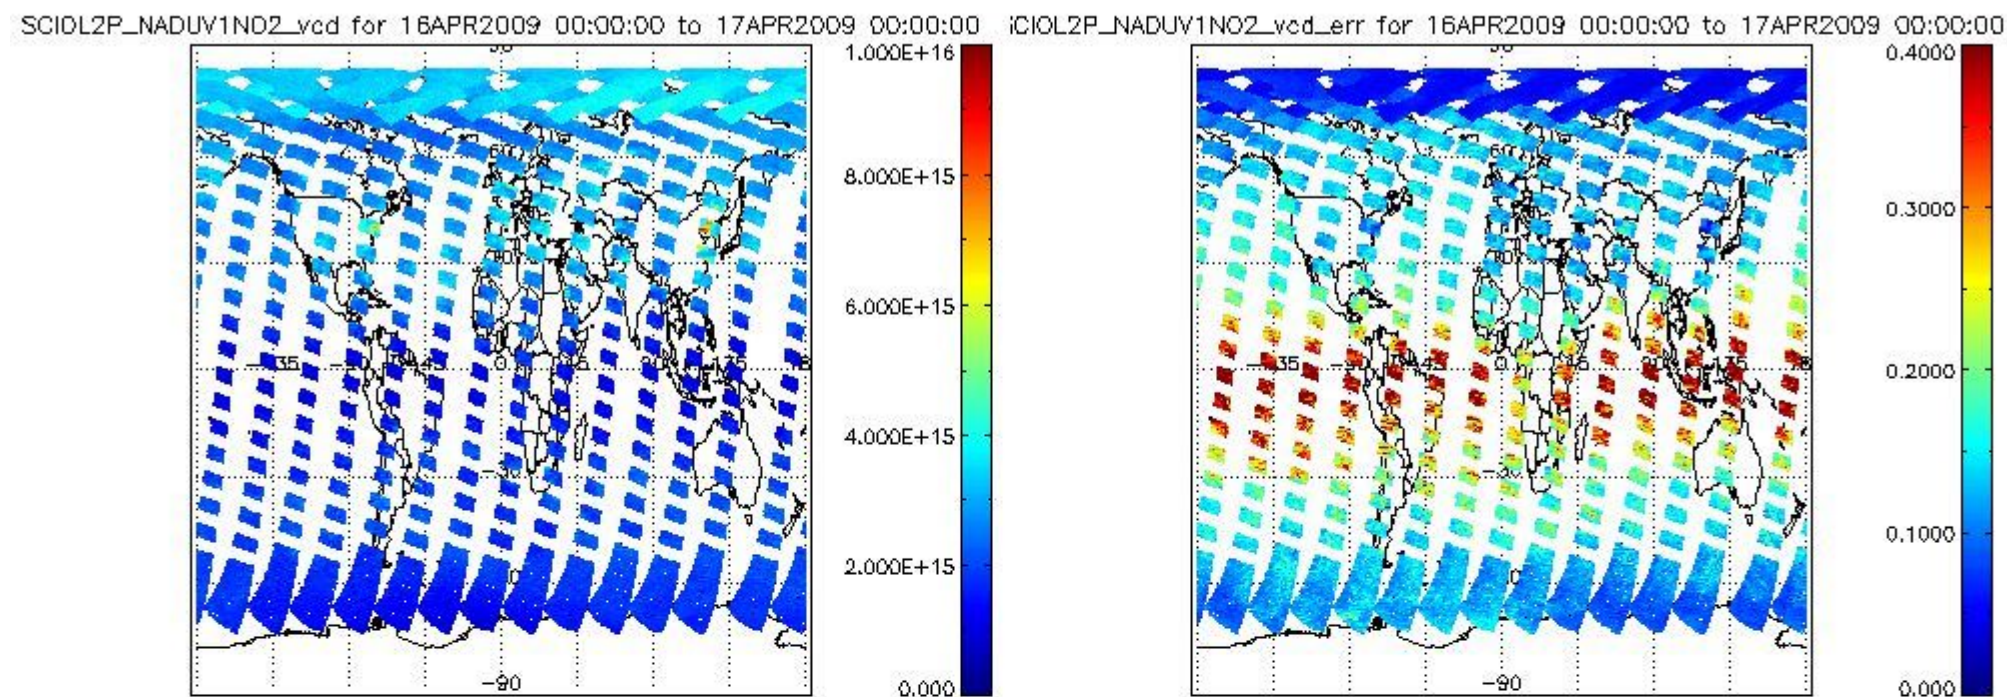 SCIOL2P_NADUV1NO2_vcd for 16APR2009 00:00:00 to 17APR2009 00:00:00
1.000E+16
8.000E+15
6.000E+15
4.000E+15
2.000E+15
0.000
-90
CIOL2P_NADUV1NO2_vcd_err for 16APR2009 00:00:00 to 17APR2009 00:00:00
0.4000
0.3000
0.2000
0.1000
0.000
-90